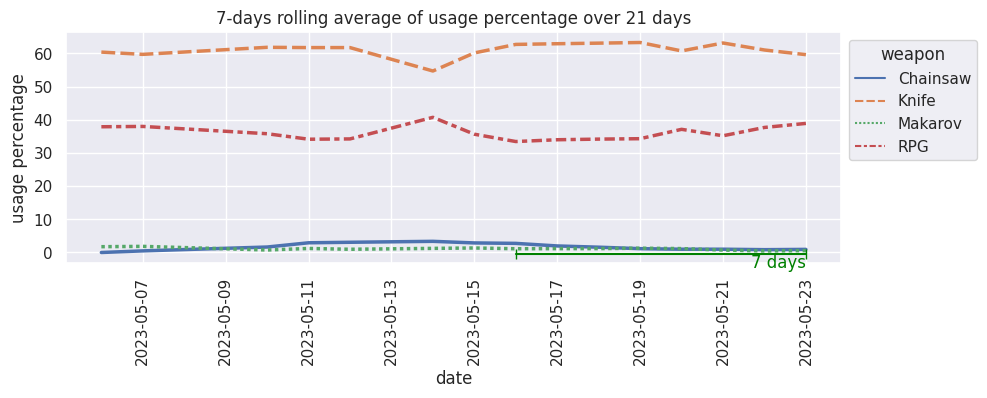 7-days rolling average of usage percentage over 21 days
usage percentage
60
50
40
30
20
10
0
weapon
Chainsaw
Knife
Makarov
RPG
7 days
2023-05-07
2023-05-09
2023-05-11
2023-05-13
2023-05-15
2023-05-17
2023-05-19
2023-05-21
2023-05-23
date